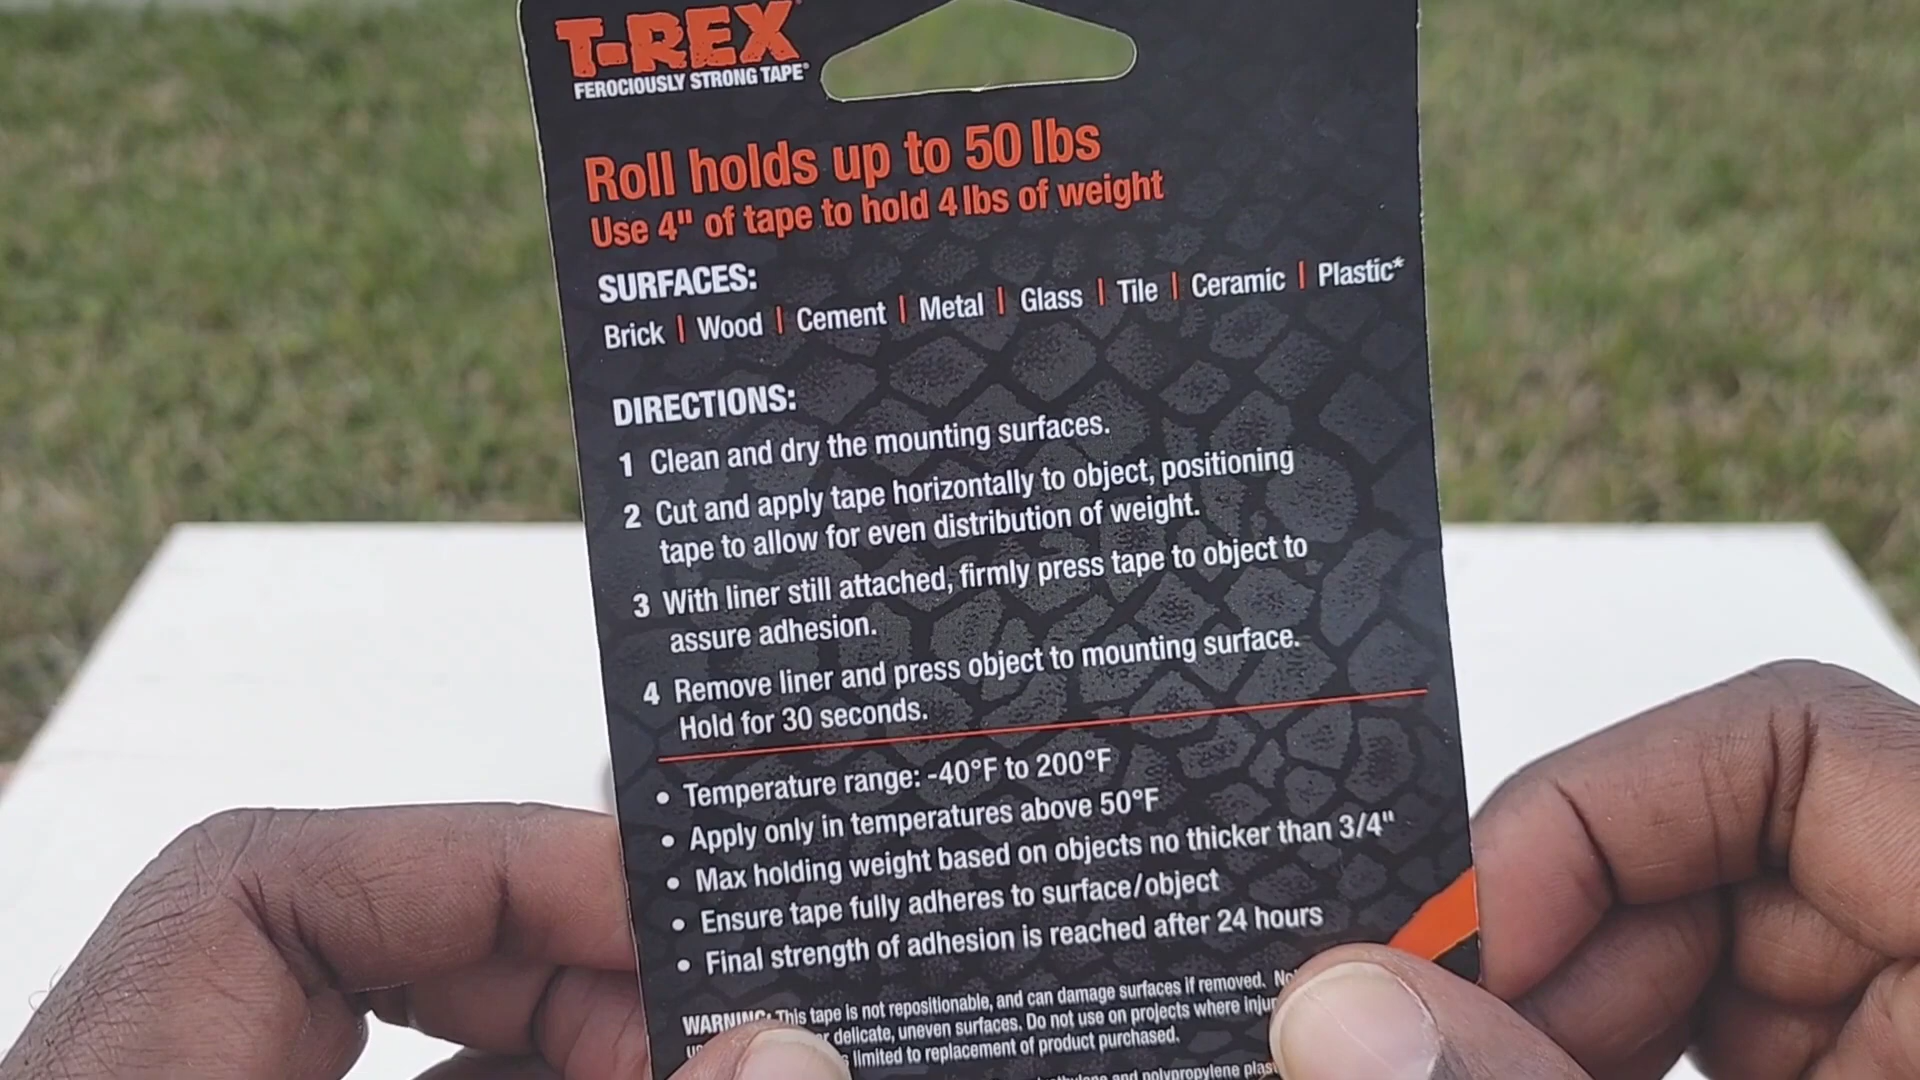 T-REX
FEROCIOUSLY STRONG TAPE®
Roll holds up to 50 lbs
Use 4" of tape to hold 4 lbs of weight
SURFACES:
Brick | Wood | Cement | Metal | Glass | Tile | Ceramic | Plastic*
DIRECTIONS:
1 Clean and dry the mounting surfaces.
2 Cut and apply tape horizontally to object, positioning
tape to allow for even distribution of weight.
3 With liner still attached, firmly press tape to object to
assure adhesion.
4 Remove liner and press object to mounting surface.
Hold for 30 seconds.
• Temperature range: -40°F to 200°F
• Apply only in temperatures above 50°F
• Max holding weight based on objects no thicker than 3/4"
• Ensure tape fully adheres to surface/object
• Final strength of adhesion is reached after 24 hours
WARNING: This tape is not repositionable, and can damage surfaces if removed.
delicate, uneven surfaces. Do not use on projects where
limited to replacement of product purchased.
and polypropylene